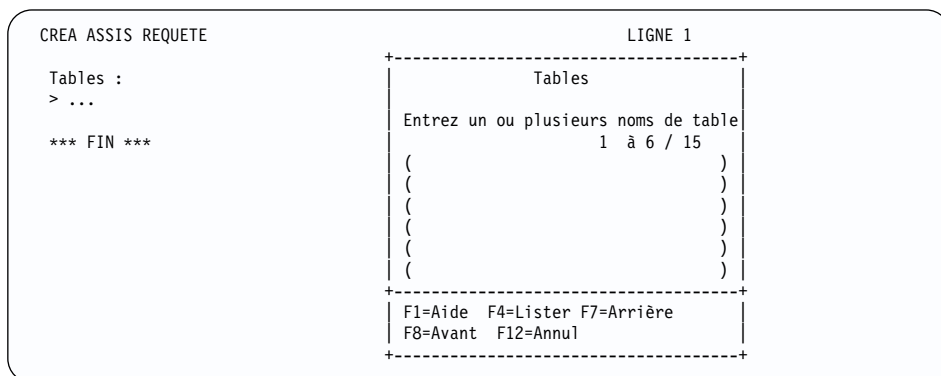 CREA ASSIS REQUETE LIGNE 1
+--------------------------------------+
Tables : | Tables |
> ... | |
| Entrez un ou plusieurs noms de table|
*** FIN *** | 1 à 6 / 15 |
| ( ) |
| ( ) |
| ( ) |
| ( ) |
| ( ) |
| ( ) |
+--------------------------------------+
| F1=Aide F4=Lister F7=Arrière |
| F8=Avant F12=Annul |
+--------------------------------------+